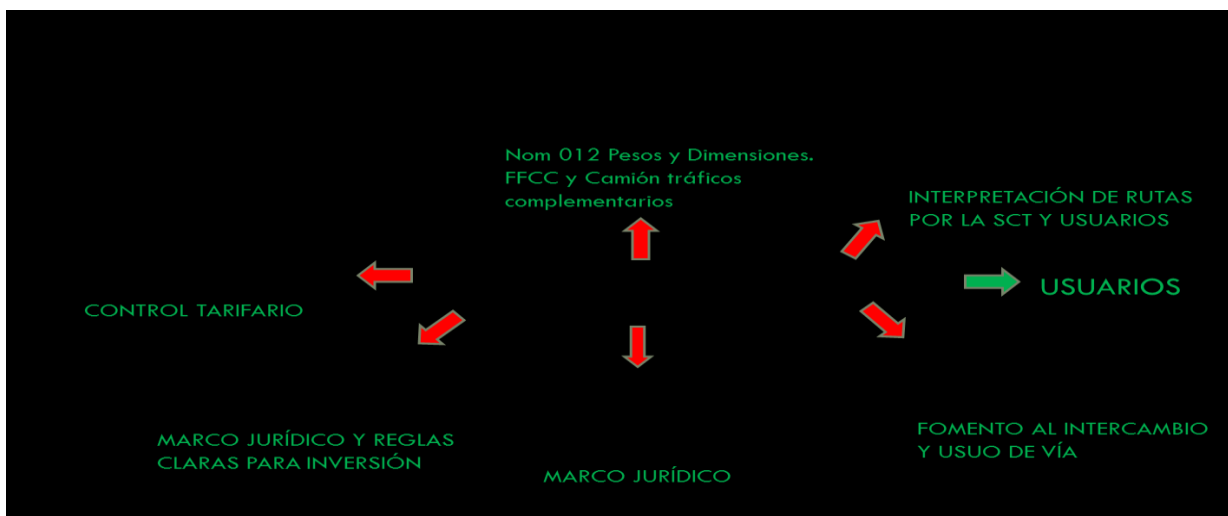 Nom 012 Pesos y Dimensiones.
FFCC y Camión tráficos
complementarios
INTERPRETACIÓN DE RUTAS
POR LA SCT Y USUARIOS
USUARIOS
CONTROL TARIFARIO
MARCO JURÍDICO Y REGLAS
CLARAS PARA INVERSIÓN
MARCO JURÍDICO
FOMENTO AL INTERCAMBIO
Y USUO DE VÍA